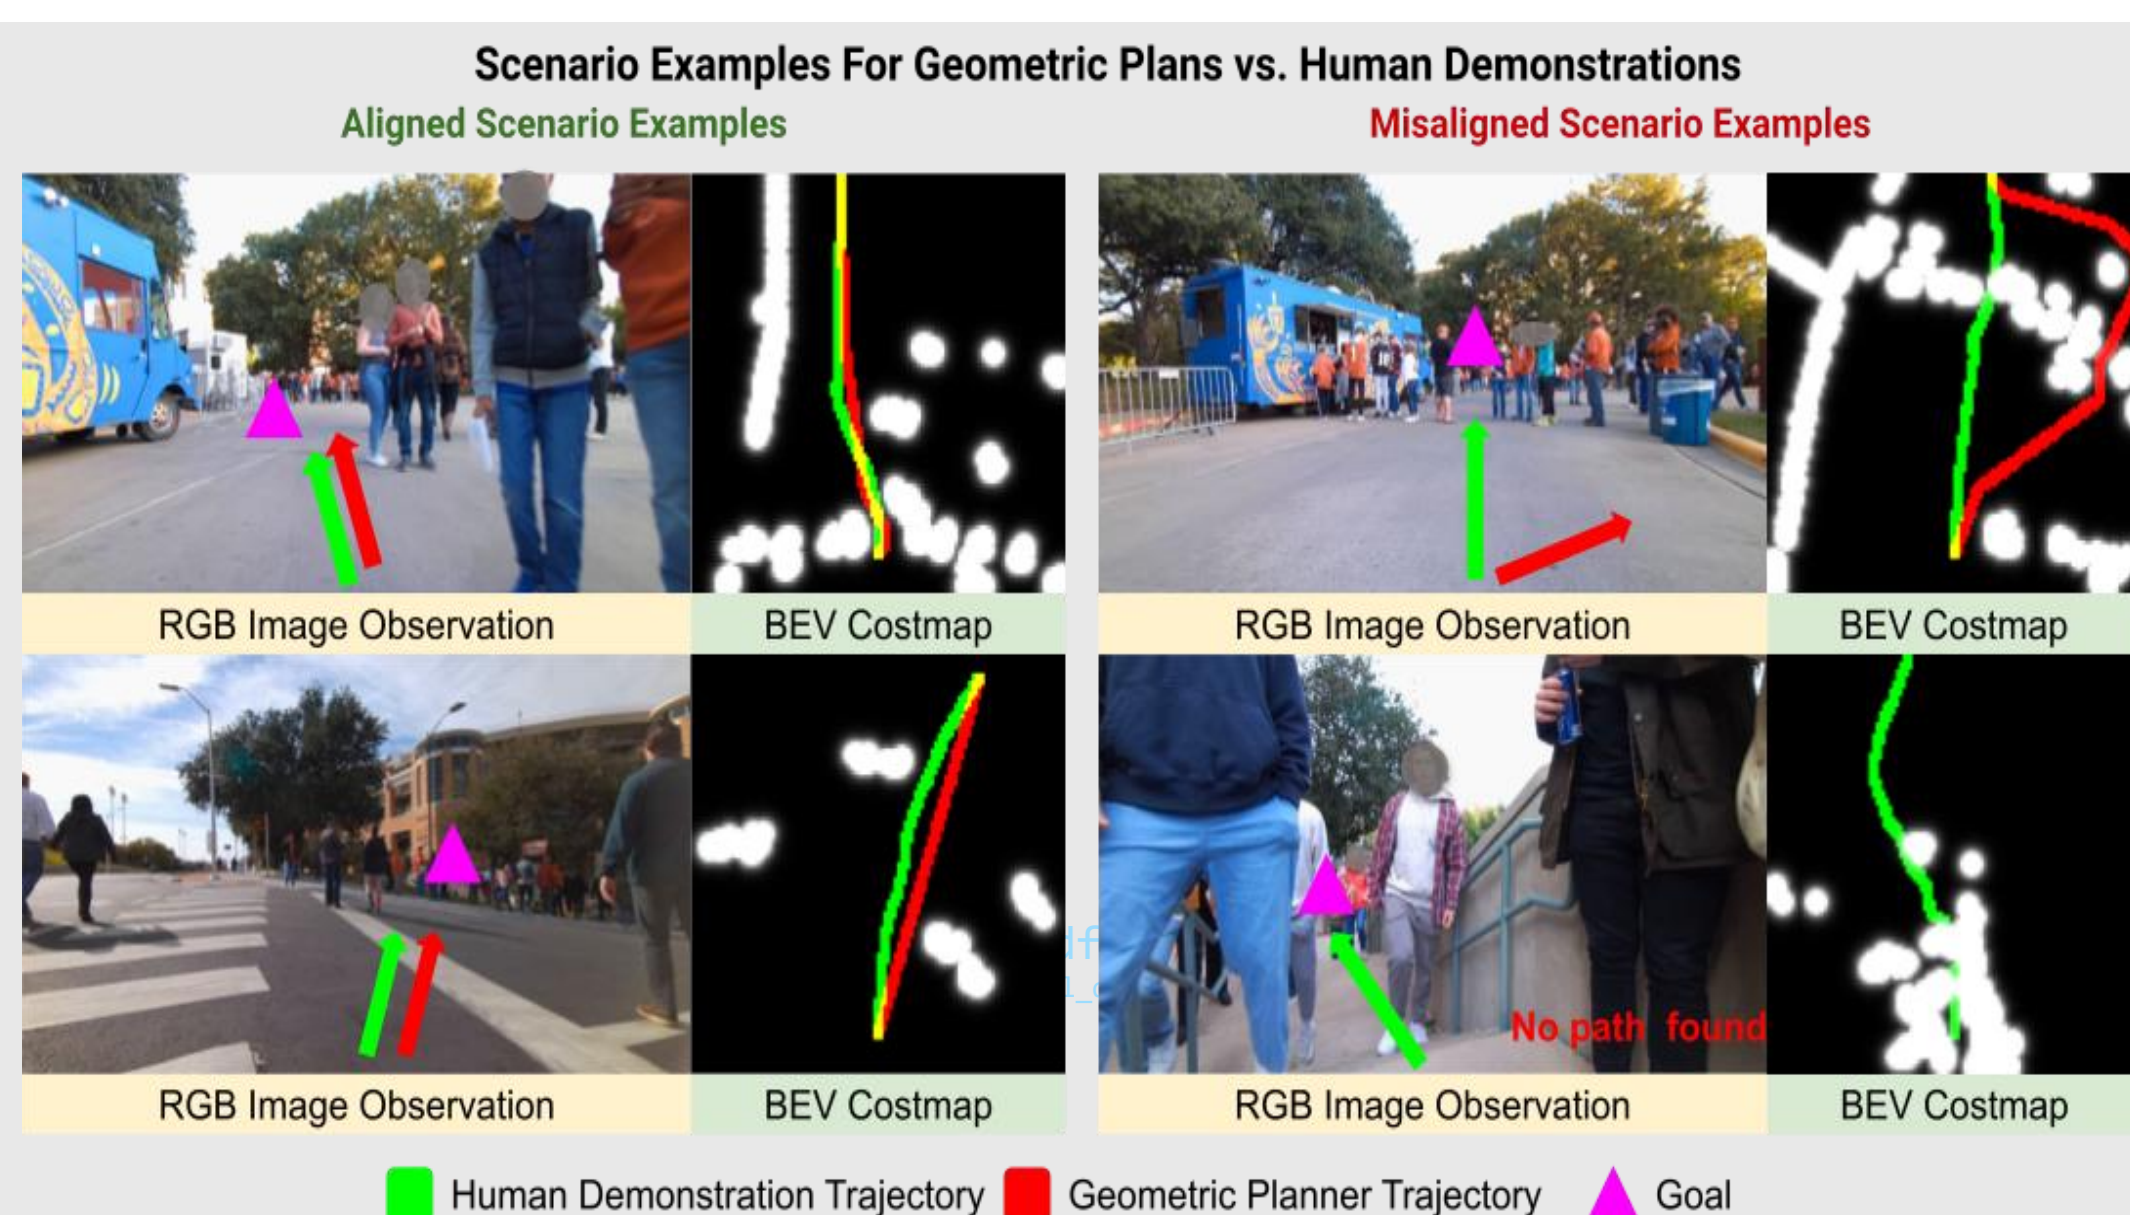 Scenario Examples For Geometric Plans vs. Human Demonstrations
Aligned Scenario Examples
Misaligned Scenario Examples
RGB Image Observation
BEV Costmap
RGB Image Observation
BEV Costmap
No path found
RGB Image Observation
BEV Costmap
RGB Image Observation
BEV Costmap
Human Demonstration Trajectory
Geometric Planner Trajectory
Goal